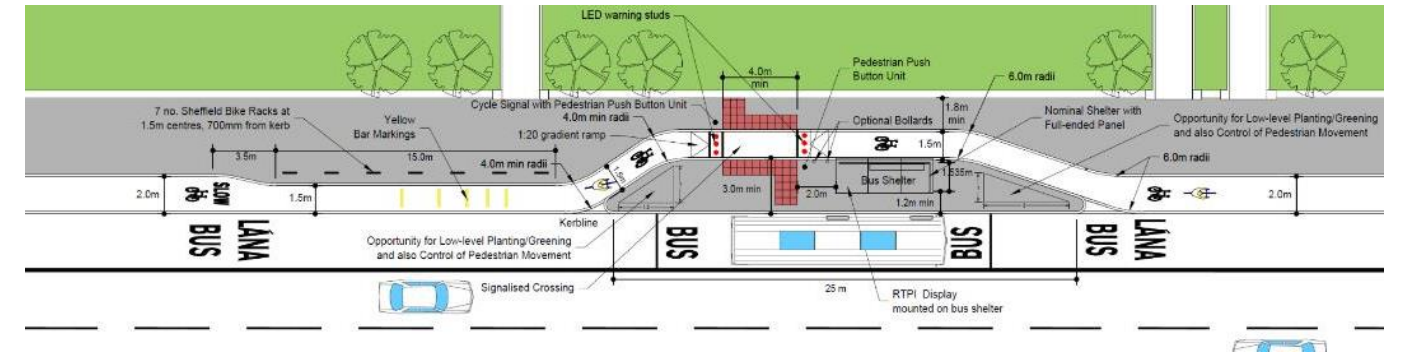 LED warning studs
4.0m
min
Pedestrian Push
Button Unit
6.0m radii
7 no. Sheffield Bike Racks at
1.5m centres, 700mm from kerb
Yellow
Bar Markings
Cycle Signal with Pedestrian Push Button Unit
4.0m min radii
1:20 gradient ramp
Optional Bollards
1.8m
min
Nominal Shelter with
Full-ended Panel
Opportunity for Low-level Planting/Greening
and also Control of Pedestrian Movement
3.5m
15.0m
4.0m min radii
1.5m
1.5m
6.0m radii
2.0m
SLOW
1.5m
3.0m min
2.0m
Bus Shelter
1.2m min
2.0m
Kerbline
LÁNA
BUS
Opportunity for Low-level Planting/Greening
and also Control of Pedestrian Movement
BUS
BUS
LÁNA
BUS
Signalised Crossing
25 m
RTPI Display
mounted on bus shelter